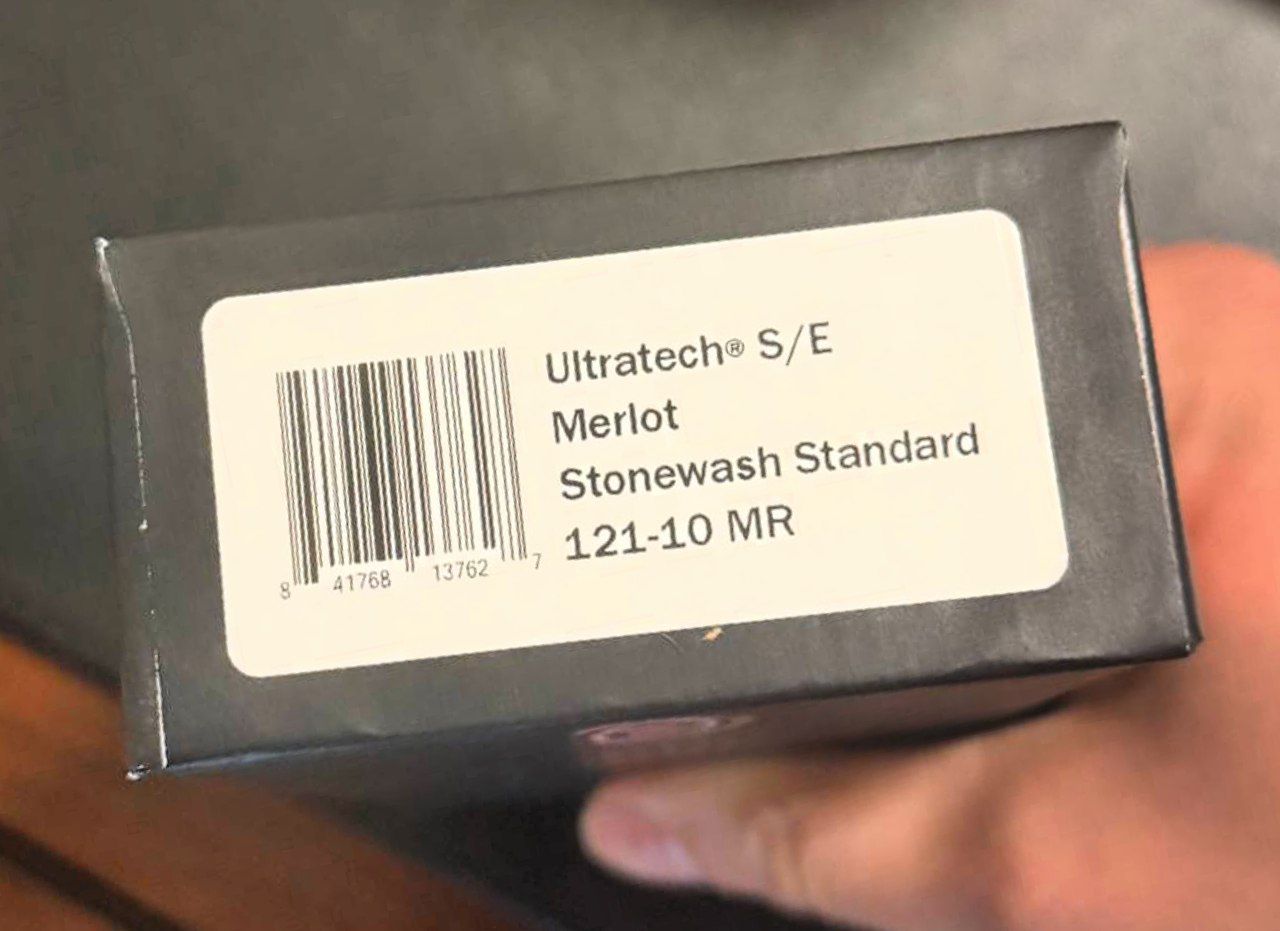 Ultratech® S/E
Merlot
Stonewash Standard
121-10 MR
8 41768 13762 7